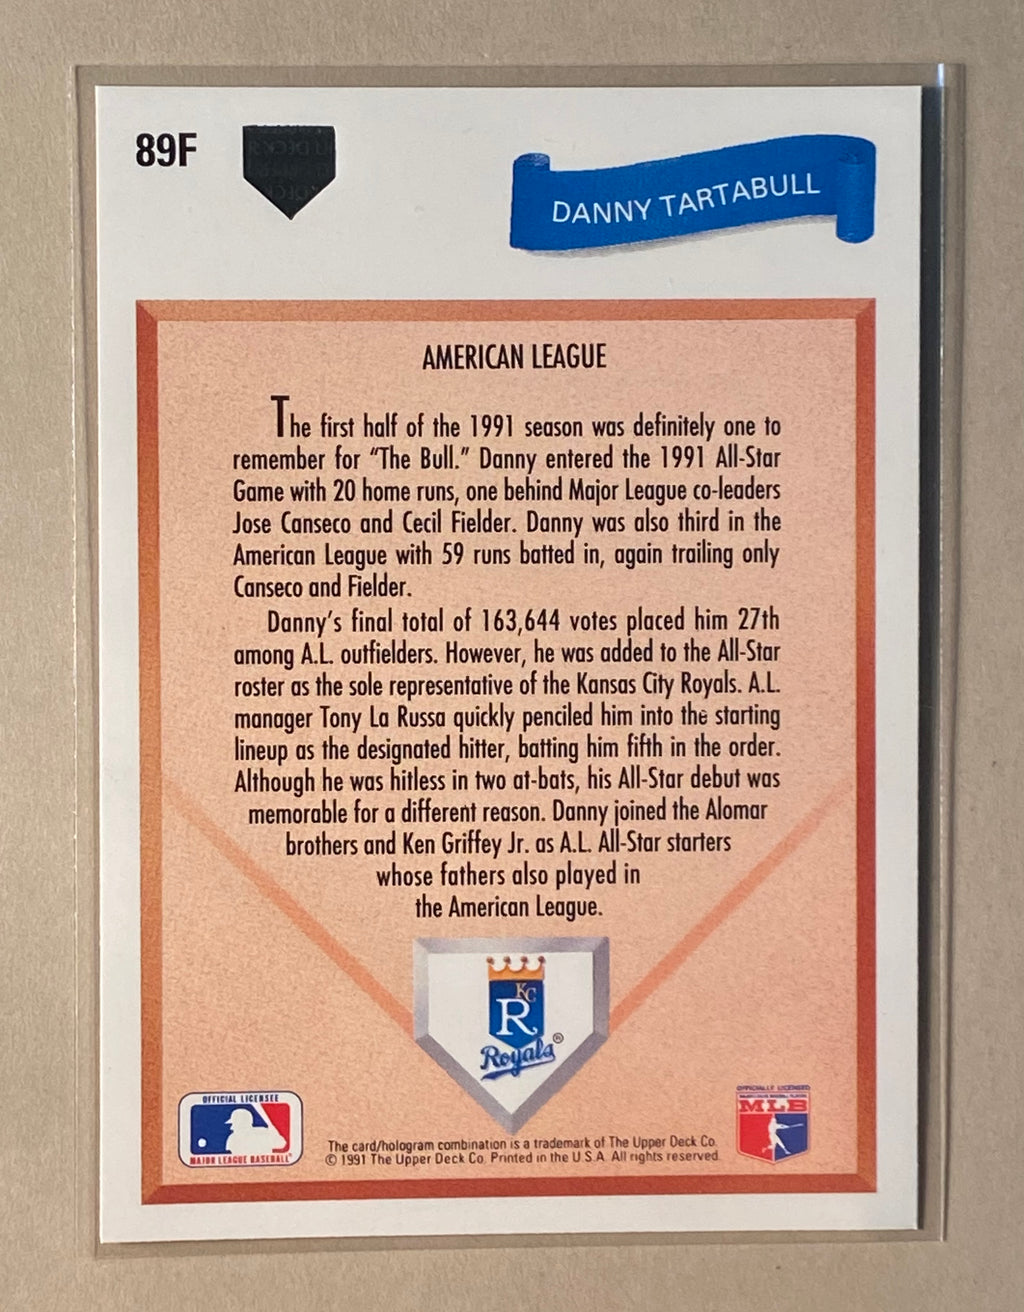 89F
DANNY TARTABULL
AMERICAN LEAGUE
The first half of the 1991 season was definitely one to
remember for “The Bull.” Danny entered the 1991 All-Star
Game with 20 home runs, one behind Major League co-leaders
Jose Canseco and Cecil Fielder. Danny was also third in the
American League with 59 runs batted in, again trailing only
Canseco and Fielder.
Danny’s final total of 163,644 votes placed him 27th
among A.L. outfielders. However, he was added to the All-Star
roster as the sole representative of the Kansas City Royals. A.L.
manager Tony La Russa quickly penciled him into the starting
lineup as the designated hitter, batting him fifth in the order.
Although he was hitless in two at-bats, his All-Star debut was
memorable for a different reason. Danny joined the Alomar
brothers and Ken Griffey Jr. as A.L. All-Star starters
whose fathers also played in
the American League.
KC
R
Royals®
OFFICIAL LICENSEE
MAJOR LEAGUE BASEBALL
OFFICIALLY LICENSED
MAJOR LEAGUE BASEBALL PLAYERS
MLB
The card/hologram combination is a trademark of The Upper Deck Co.
© 1991 The Upper Deck Co. Printed in the U.S.A. All rights reserved.